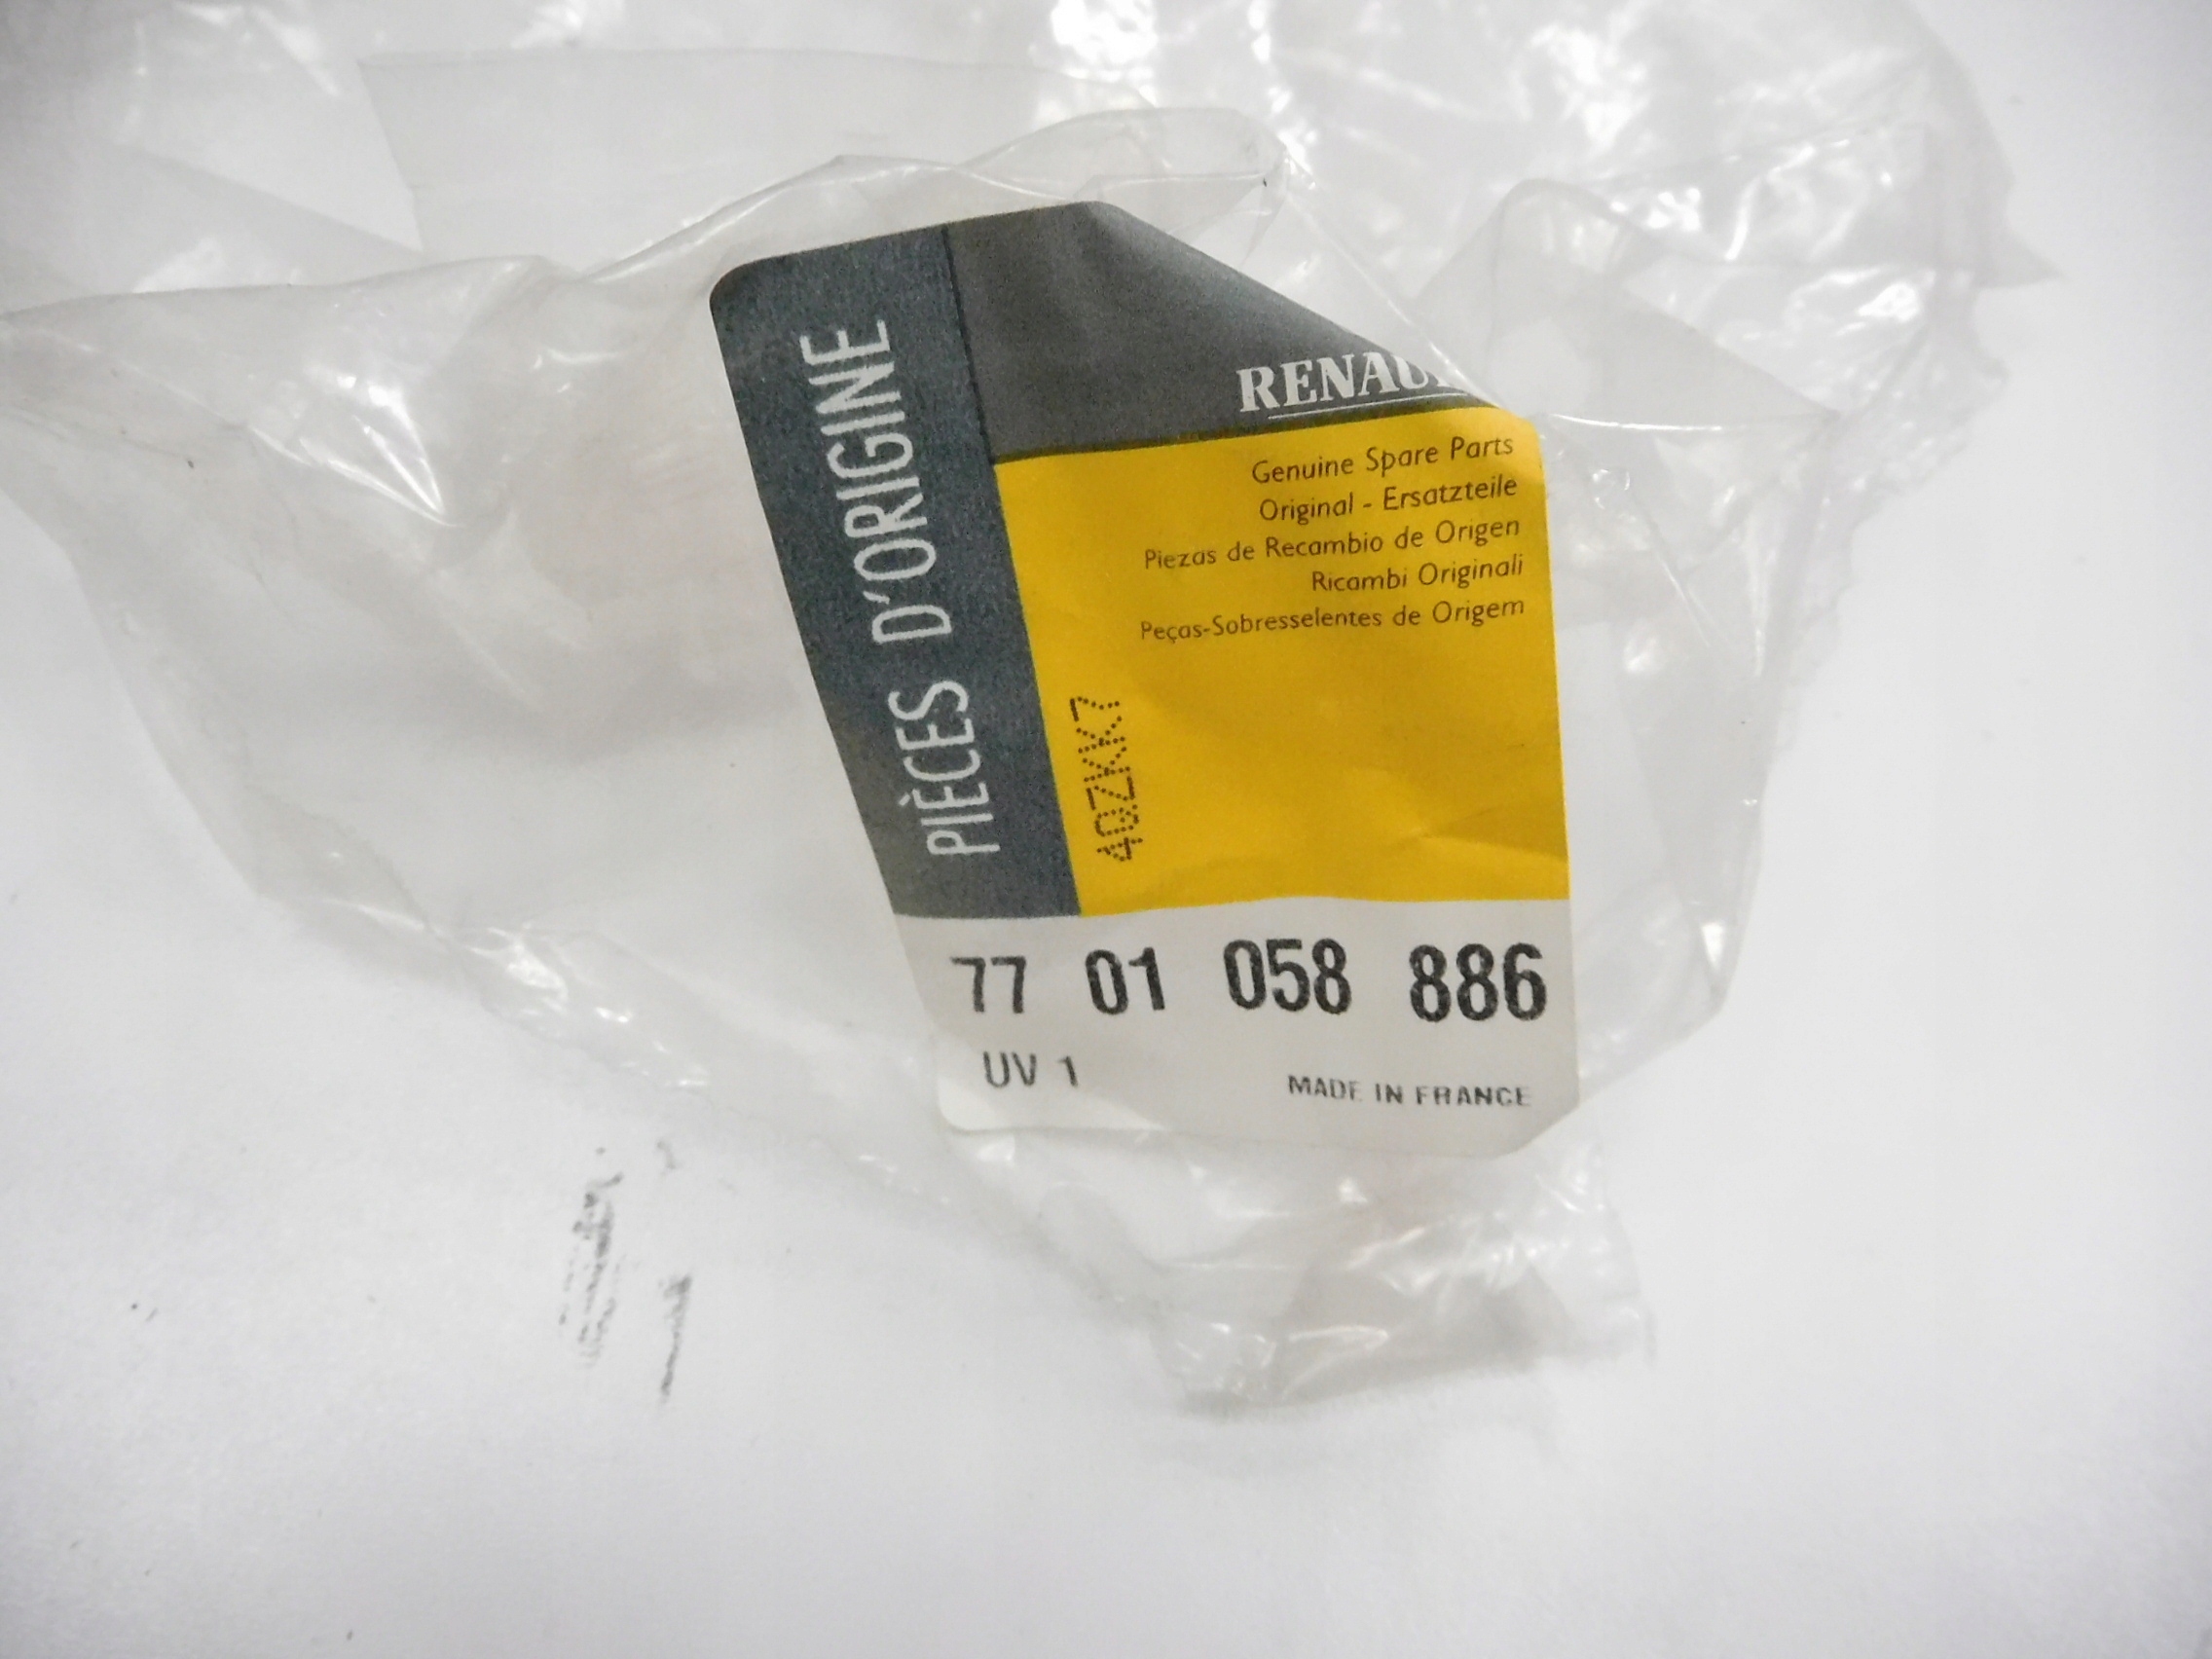 PIÈCES D'ORIGINE
RENAU
Genuine Spare Parts
Original - Ersatzteile
Piezas de Recambio de Origen
Ricambi Originali
Peças-Sobresselentes de Origem
4QZKK7
77 01 058 886
UV 1
MADE IN FRANCE